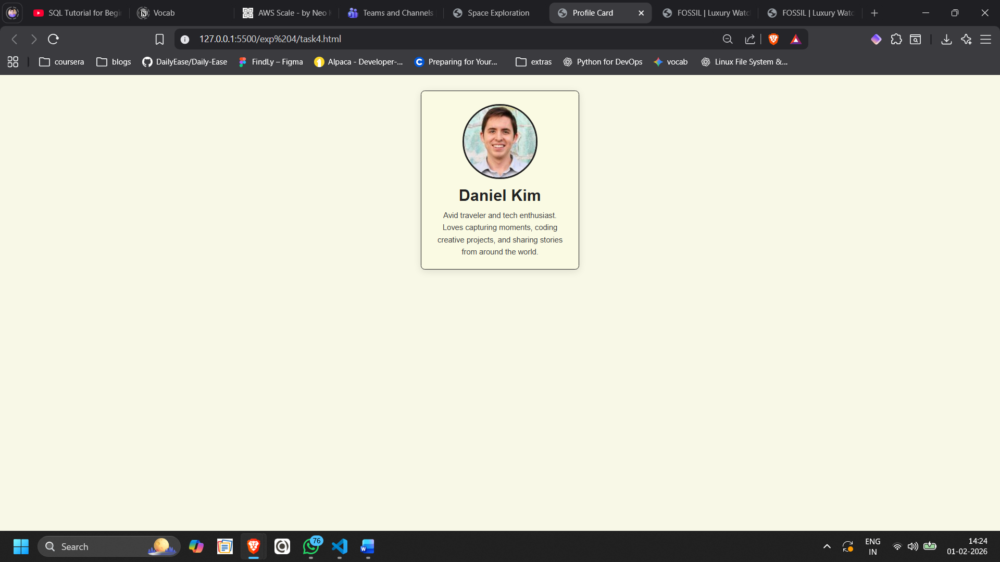 SQL Tutorial for Begi
Vocab
AWS Scale - by Neo
Teams and Channels
Space Exploration
Profile Card
FOSSIL | Luxury Watc
FOSSIL | Luxury Watc
127.0.0.1:5500/exp%204/task4.html
coursera
blogs
DailyEase/Daily-Ease
FindLy – Figma
Alpaca - Developer-...
Preparing for Your...
extras
Python for DevOps
vocab
Linux File System &...
Daniel Kim
Avid traveler and tech enthusiast.
Loves capturing moments, coding
creative projects, and sharing stories
from around the world.
Search
76
ENG
IN
14:24
01-02-2026